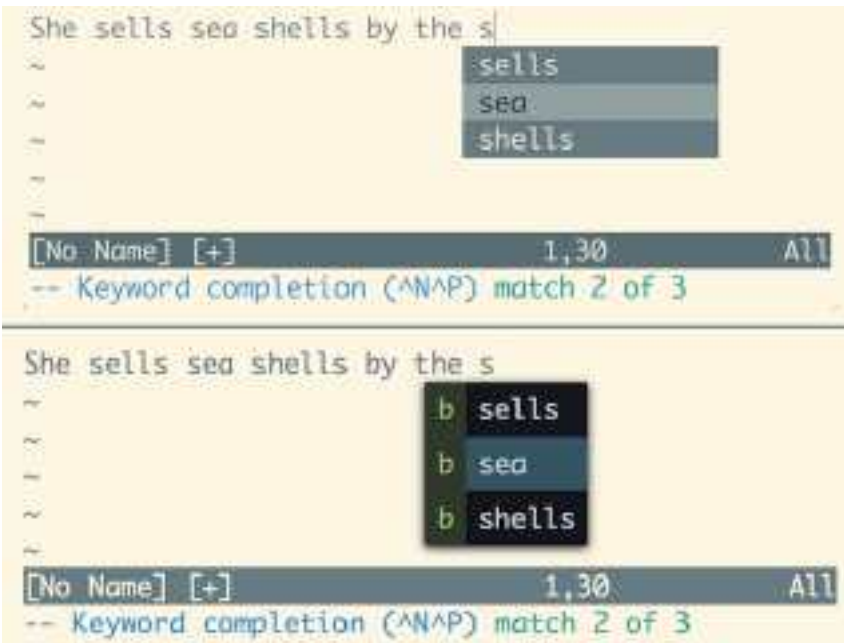 She sells sea shells by the s
sells
~
sea
~
shells
~
~
~
[No Name] [+] 1,30 All
-- Keyword completion (^N^P) match 2 of 3
She sells sea shells by the s
~
b sells
~
b sea
~
~
b shells
~
[No Name] [+] 1,30 All
-- Keyword completion (^N^P) match 2 of 3